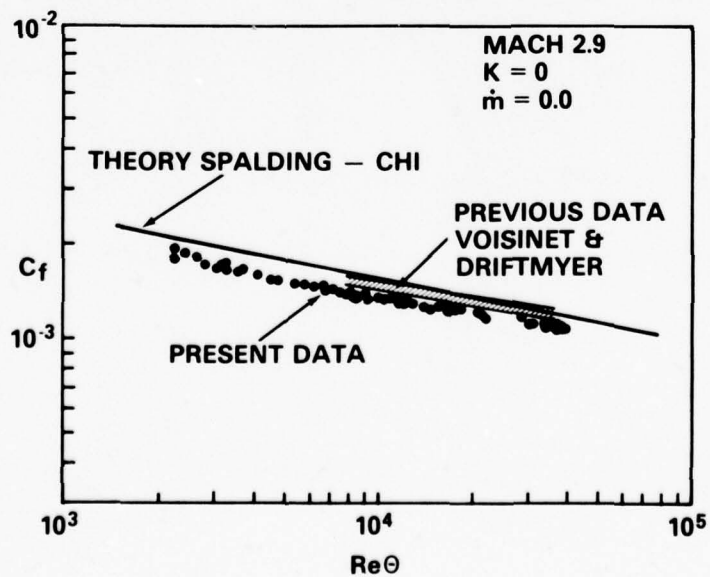 10⁻²
MACH 2.9
K = 0
ṁ = 0.0
THEORY SPALDING – CHI
PREVIOUS DATA
VOISINET &
DRIFTMYER
Cf
10⁻³
PRESENT DATA
10³
10⁴
10⁵
ReΘ